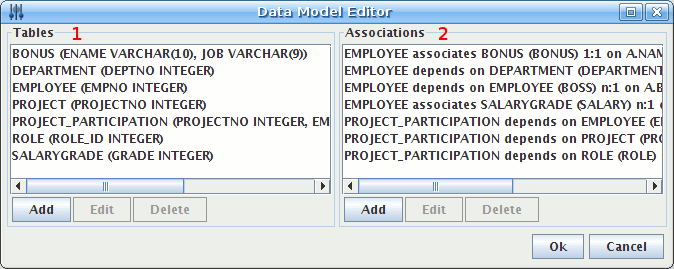 Data Model Editor
Tables 1
BONUS (ENAME VARCHAR(10), JOB VARCHAR(9))
DEPARTMENT (DEPTNO INTEGER)
EMPLOYEE (EMPNO INTEGER)
PROJECT (PROJECTNO INTEGER)
PROJECT_PARTICIPATION (PROJECTNO INTEGER, EM
ROLE (ROLE_ID INTEGER)
SALARYGRADE (GRADE INTEGER)
Add Edit Delete
Associations 2
EMPLOYEE associates BONUS (BONUS) 1:1 on A.NAM
EMPLOYEE depends on DEPARTMENT (DEPARTMEN
EMPLOYEE depends on EMPLOYEE (BOSS) n:1 on A.B
EMPLOYEE associates SALARYGRADE (SALARY) n:1 o
PROJECT_PARTICIPATION depends on EMPLOYEE (E
PROJECT_PARTICIPATION depends on PROJECT (PRO
PROJECT_PARTICIPATION depends on ROLE (ROLE)
Add Edit Delete
Ok Cancel